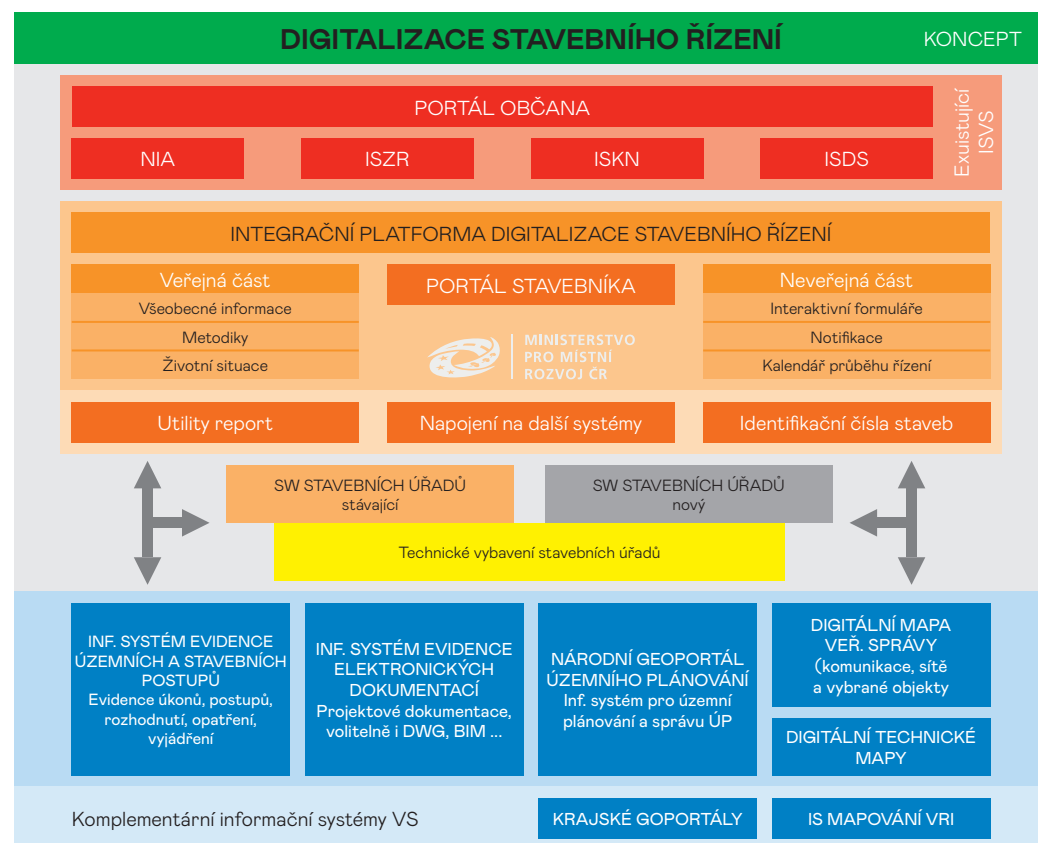 DIGITALIZACE STAVEBNÍHO ŘÍZENÍ
KONCEPT
PORTÁL OBČANA
NIA
ISZR
ISKN
ISDS
Exuistující
ISVS
INTEGRAČNÍ PLATFORMA DIGITALIZACE STAVEBNÍHO ŘÍZENÍ
Veřejná část
Všeobecné informace
Metodiky
Životní situace
PORTÁL STAVEBNÍKA
MINISTERSTVO
PRO MÍSTNÍ
ROZVOJ ČR
Neveřejná část
Interaktivní formuláře
Notifikace
Kalendář průběhu řízení
Utility report
Napojení na další systémy
Identifikační čísla staveb
SW STAVEBNÍCH ÚŘADŮ
stávající
SW STAVEBNÍCH ÚŘADŮ
nový
Technické vybavení stavebních úřadů
INF. SYSTÉM EVIDENCE
ÚZEMNÍCH A STAVEBNÍCH
POSTUPŮ
Evidence úkonů, postupů,
rozhodnutí, opatření,
vyjádření
INF. SYSTÉM EVIDENCE
ELEKTRONICKÝCH
DOKUMENTACÍ
Projektové dokumentace,
volitelně i DWG, BIM ...
NÁRODNÍ GEOPORTÁL
ÚZEMNÍHO PLÁNOVÁNÍ
Inf. systém pro územní
plánování a správu ÚP
DIGITÁLNÍ MAPA
VEŘ. SPRÁVY
(komunikace, sítě
a vybrané objekty
DIGITÁLNÍ TECHNICKÉ
MAPY
Komplementární informační systémy VS
KRAJSKÉ GOPORTÁLY
IS MAPOVÁNÍ VRI